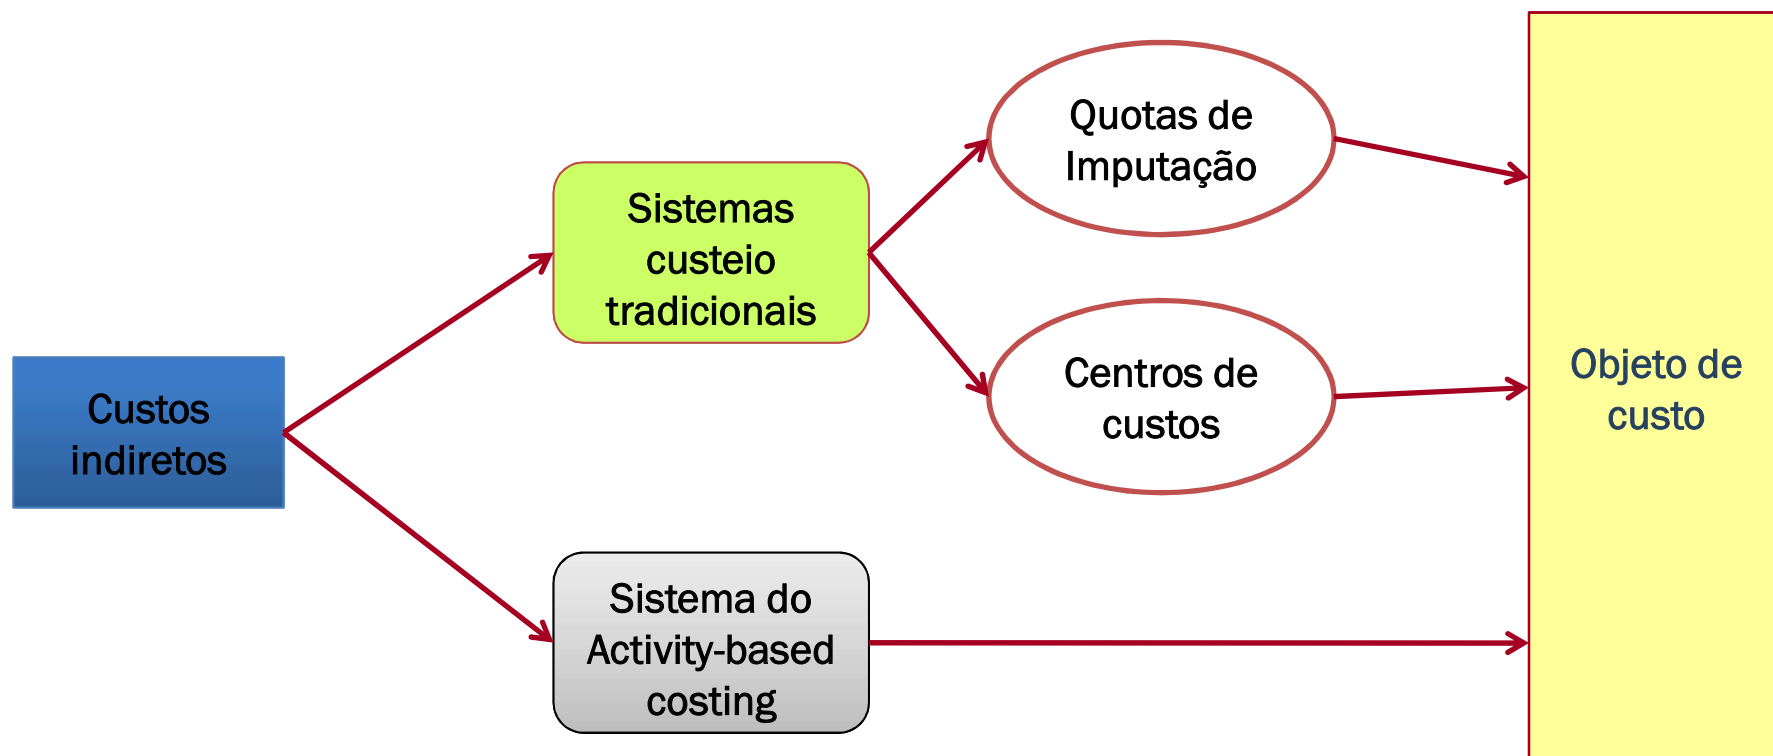 Custos
indiretos
Sistemas
custeio
tradicionais
Sistema do
Activity-based
costing
Quotas de
Imputação
Centros de
custos
Objeto de
custo